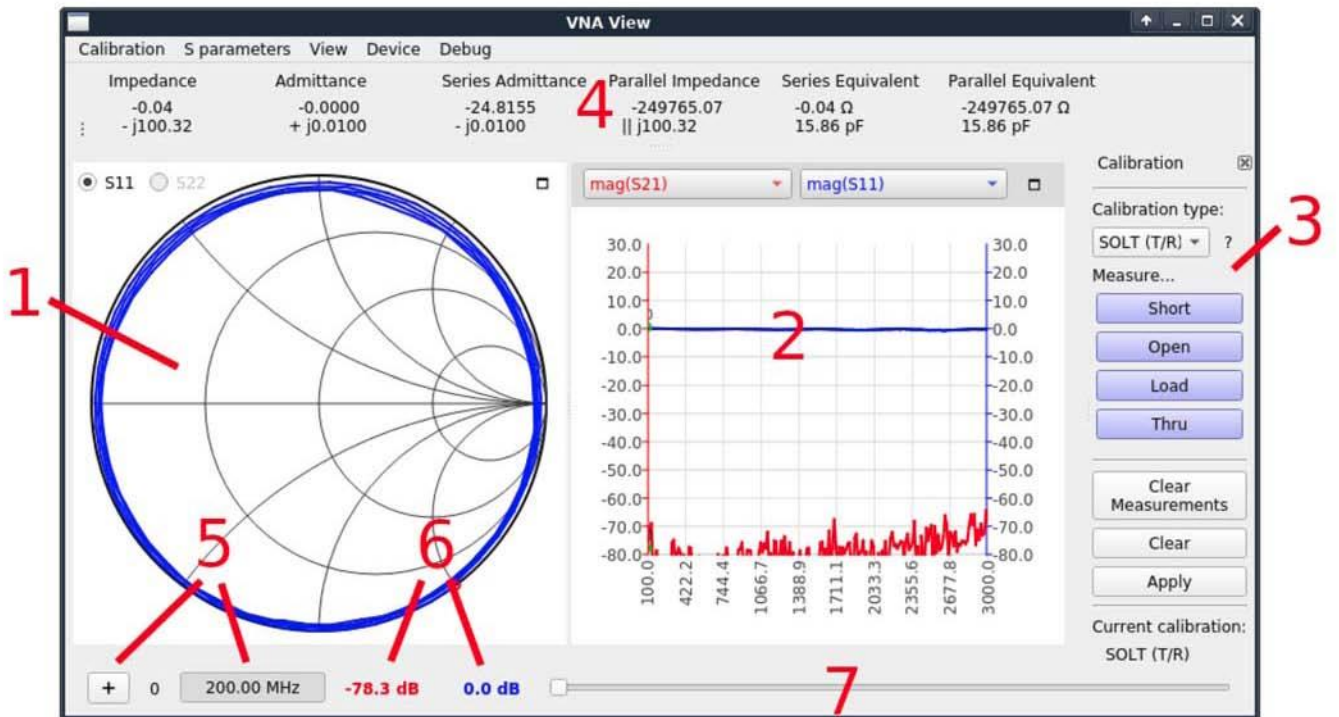 VNA View
Calibration S parameters View Device Debug
Impedance Admittance Series Admittance Parallel Impedance Series Equivalent Parallel Equivalent
-0.04 -0.0000 -24.8155 -249765.07 -0.04 Ω -249765.07 Ω
- j100.32 + j0.0100 - j0.0100 || j100.32 15.86 pF 15.86 pF
4
S11 S22
mag(S21) mag(S11)
1
30.0 30.0
20.0 20.0
10.0 10.0
0
0.0 0.0
-10.0 -10.0
-20.0 -20.0
-30.0 -30.0
-40.0 -40.0
-50.0 -50.0
-60.0 -60.0
-70.0 -70.0
-80.0 -80.0
2
100.0 422.2 744.4 1066.7 1388.9 1711.1 2033.3 2355.6 2677.8 3000.0
Calibration
Calibration type:
SOLT (T/R) ?
3
Measure...
Short
Open
Load
Thru
Clear
Measurements
Clear
Apply
Current calibration:
SOLT (T/R)
5 6
+ 0 200.00 MHz -78.3 dB 0.0 dB
7